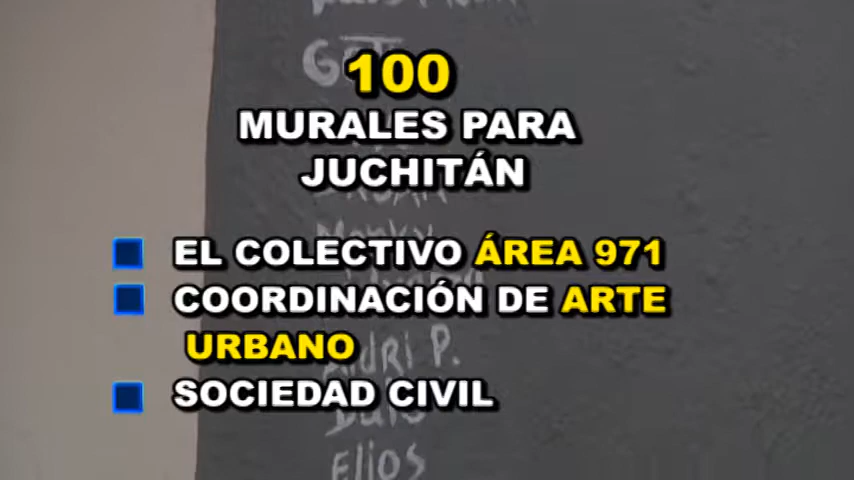 100
MURALES PARA
JUCHITÁN
EL COLECTIVO ÁREA 971
COORDINACIÓN DE ARTE
URBANO
SOCIEDAD CIVIL
P.
Elios